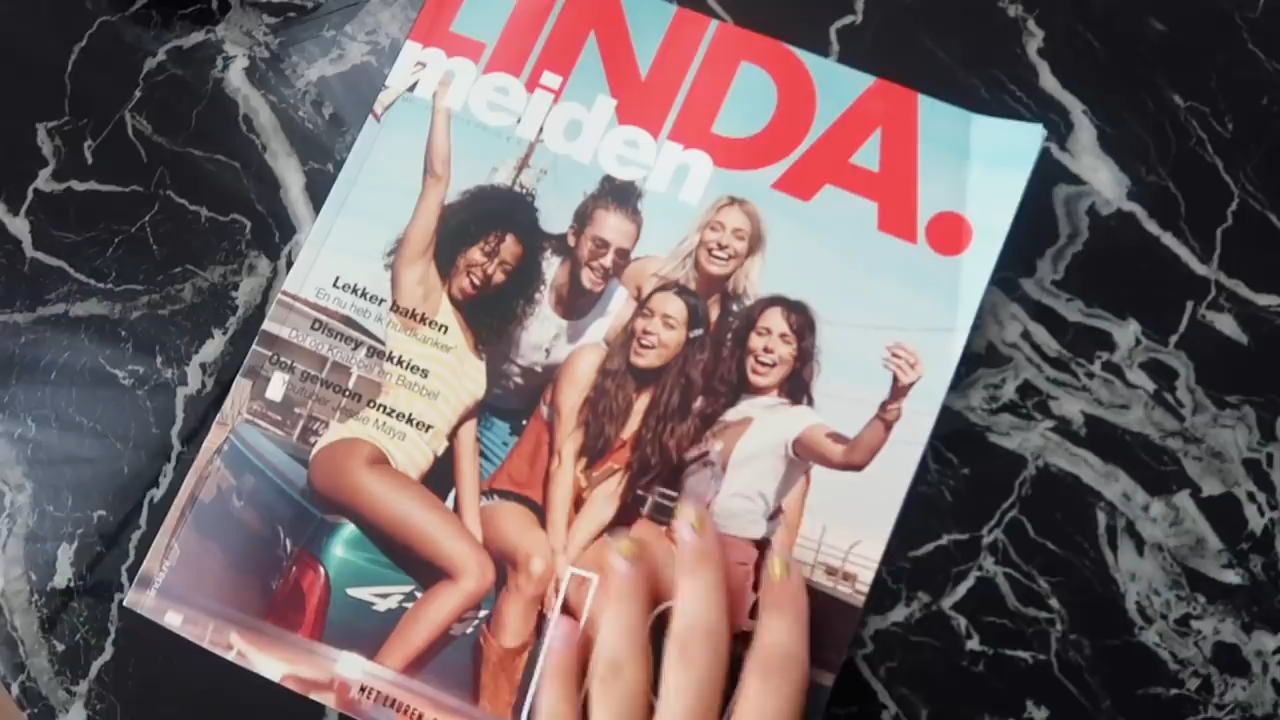 LINDA.
meiden
Lekker bakken
'En nu heb ik huidkanker'
Disney gekkies
Dol op Knabbel en Babbel
Ook gewoon onzeker
Youtuber Jessie Maya
MET LAUREN